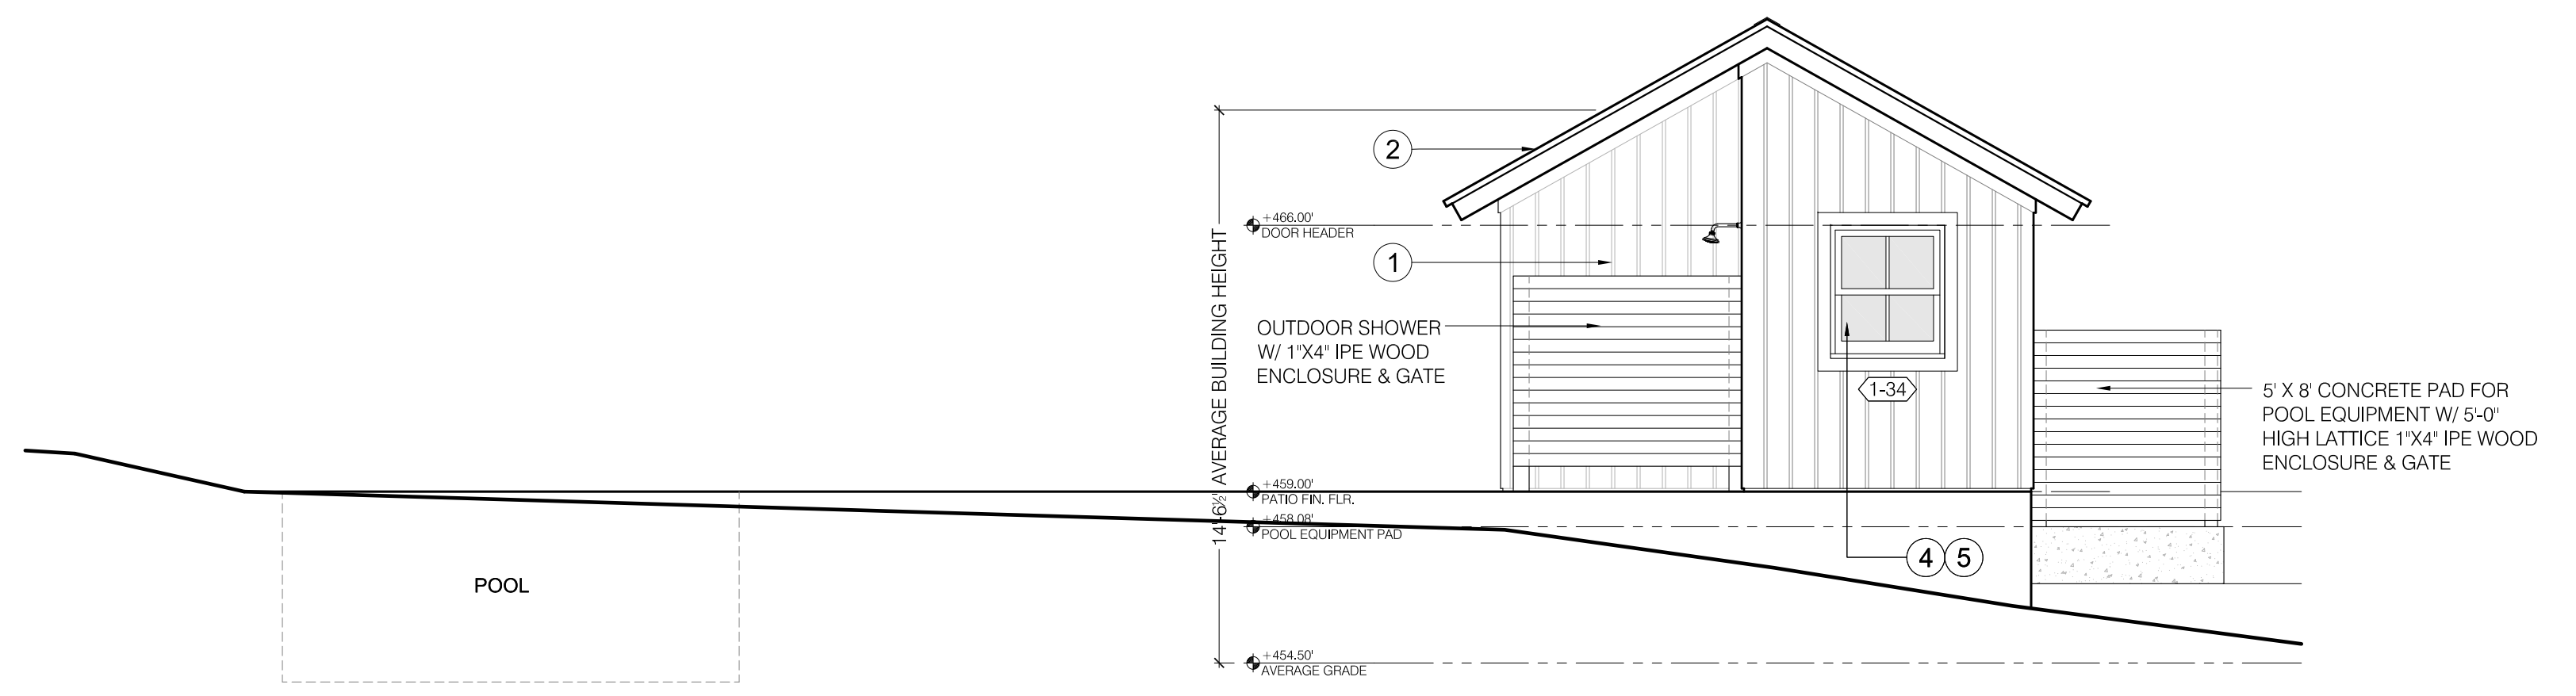 2
+466.00'
DOOR HEADER
1
OUTDOOR SHOWER
W/ 1"X4" IPE WOOD
ENCLOSURE & GATE
14'-6½" AVERAGE BUILDING HEIGHT
1-34
5' X 8' CONCRETE PAD FOR
POOL EQUIPMENT W/ 5'-0"
HIGH LATTICE 1"X4" IPE WOOD
ENCLOSURE & GATE
+459.00'
PATIO FIN. FLR.
+458.08'
POOL EQUIPMENT PAD
4 5
POOL
+454.50'
AVERAGE GRADE